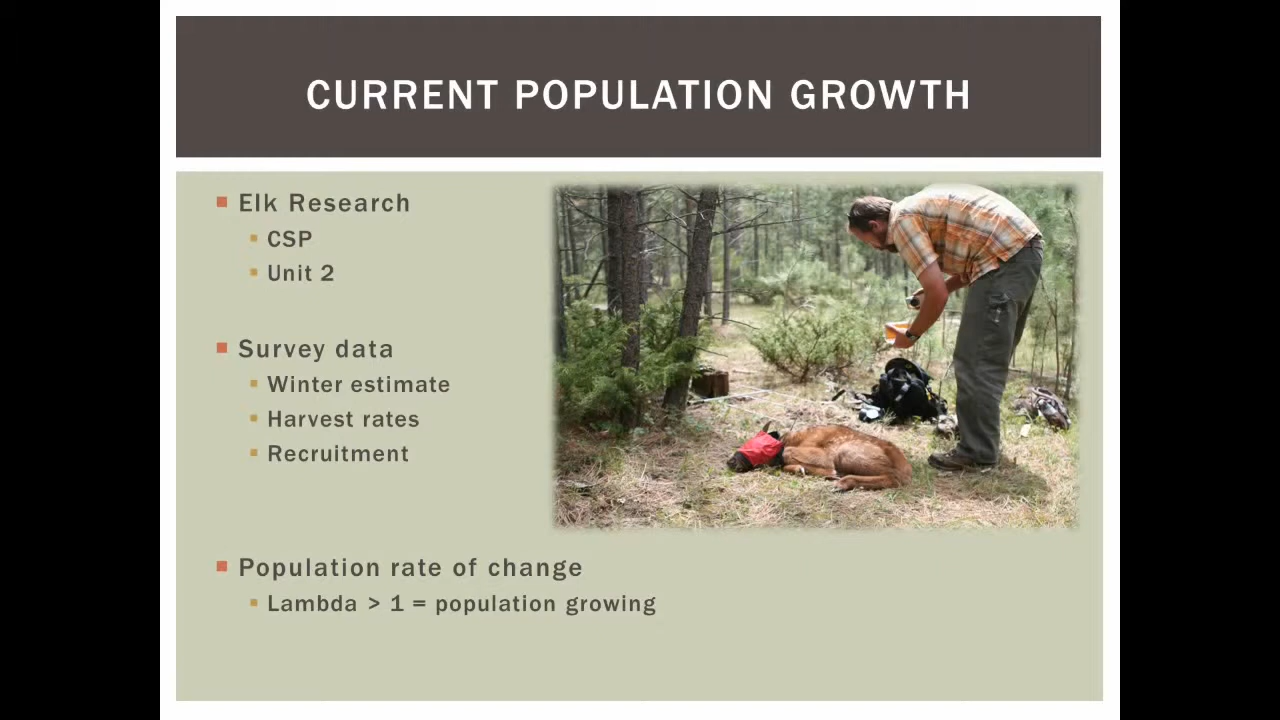 CURRENT POPULATION GROWTH
Elk Research
CSP
Unit 2
Survey data
Winter estimate
Harvest rates
Recruitment
Population rate of change
Lambda > 1 = population growing